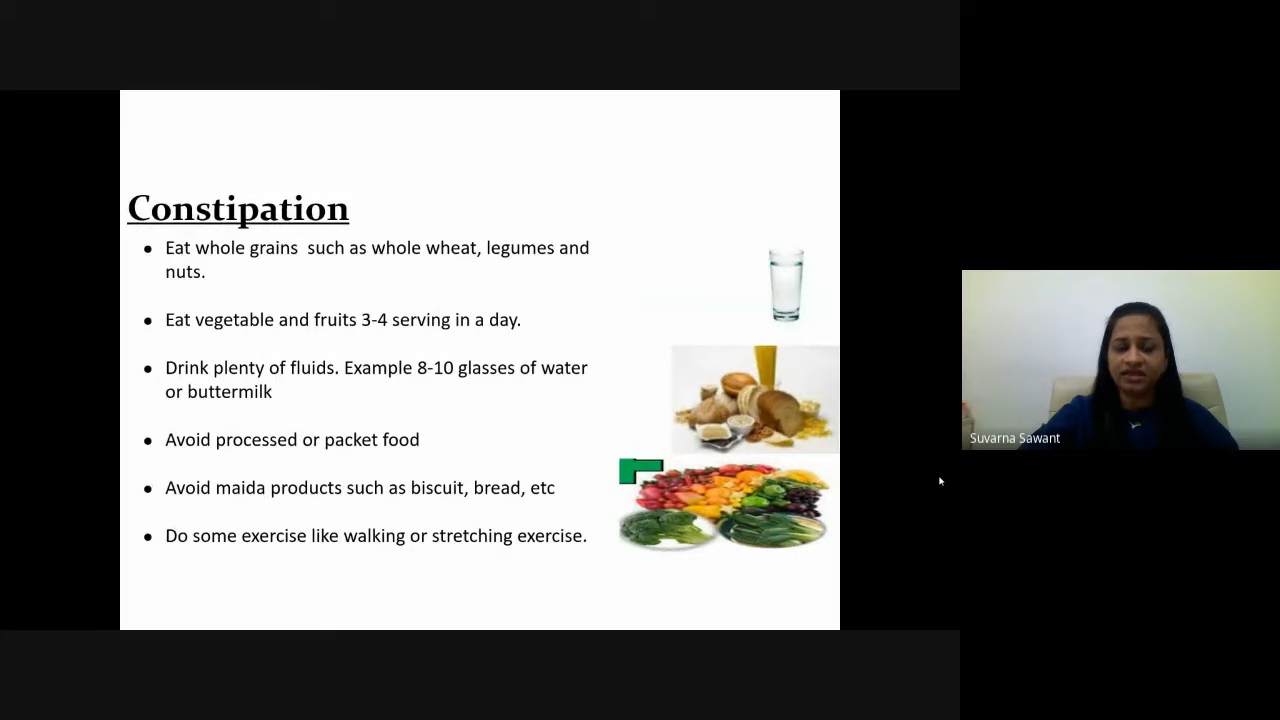 Constipation
● Eat whole grains  such as whole wheat, legumes and
nuts.
● Eat vegetable and fruits 3-4 serving in a day.
● Drink plenty of fluids. Example 8-10 glasses of water
or buttermilk
● Avoid processed or packet food
● Avoid maida products such as biscuit, bread, etc
● Do some exercise like walking or stretching exercise.
Suvarna Sawant